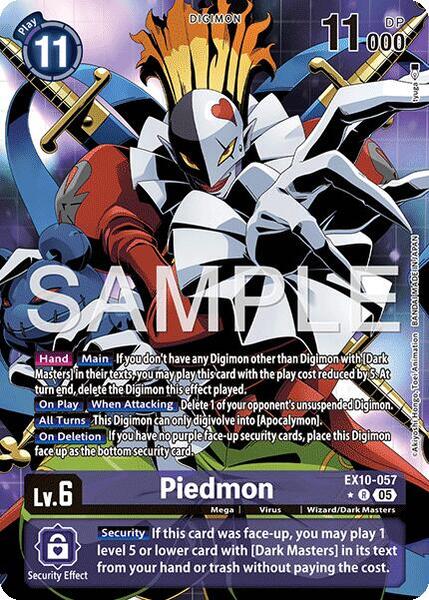 Play
11
DIGIMON
11000 DP
Iyuga
SAMPLE
Hand Main If you don't have any Digimon other than Digimon with [Dark
Masters] in their texts, you may play this card with the play cost reduced by 5. At
turn end, delete the Digimon this effect played.
On Play When Attacking Delete 1 of your opponent's unsuspended Digimon.
All Turns This Digimon can only digivolve into [Apocalymon].
On Deletion If you have no purple face-up security cards, place this Digimon
face up as the bottom security card.
©Akiyoshi Hongo, Toei Animation BANDAI MADE IN JAPAN
Lv.6
Piedmon
EX10-057
R 05
Mega | Virus | Wizard/Dark Masters
Security Effect
Security If this card was face-up, you may play 1
level 5 or lower card with [Dark Masters] in its text
from your hand or trash without paying the cost.